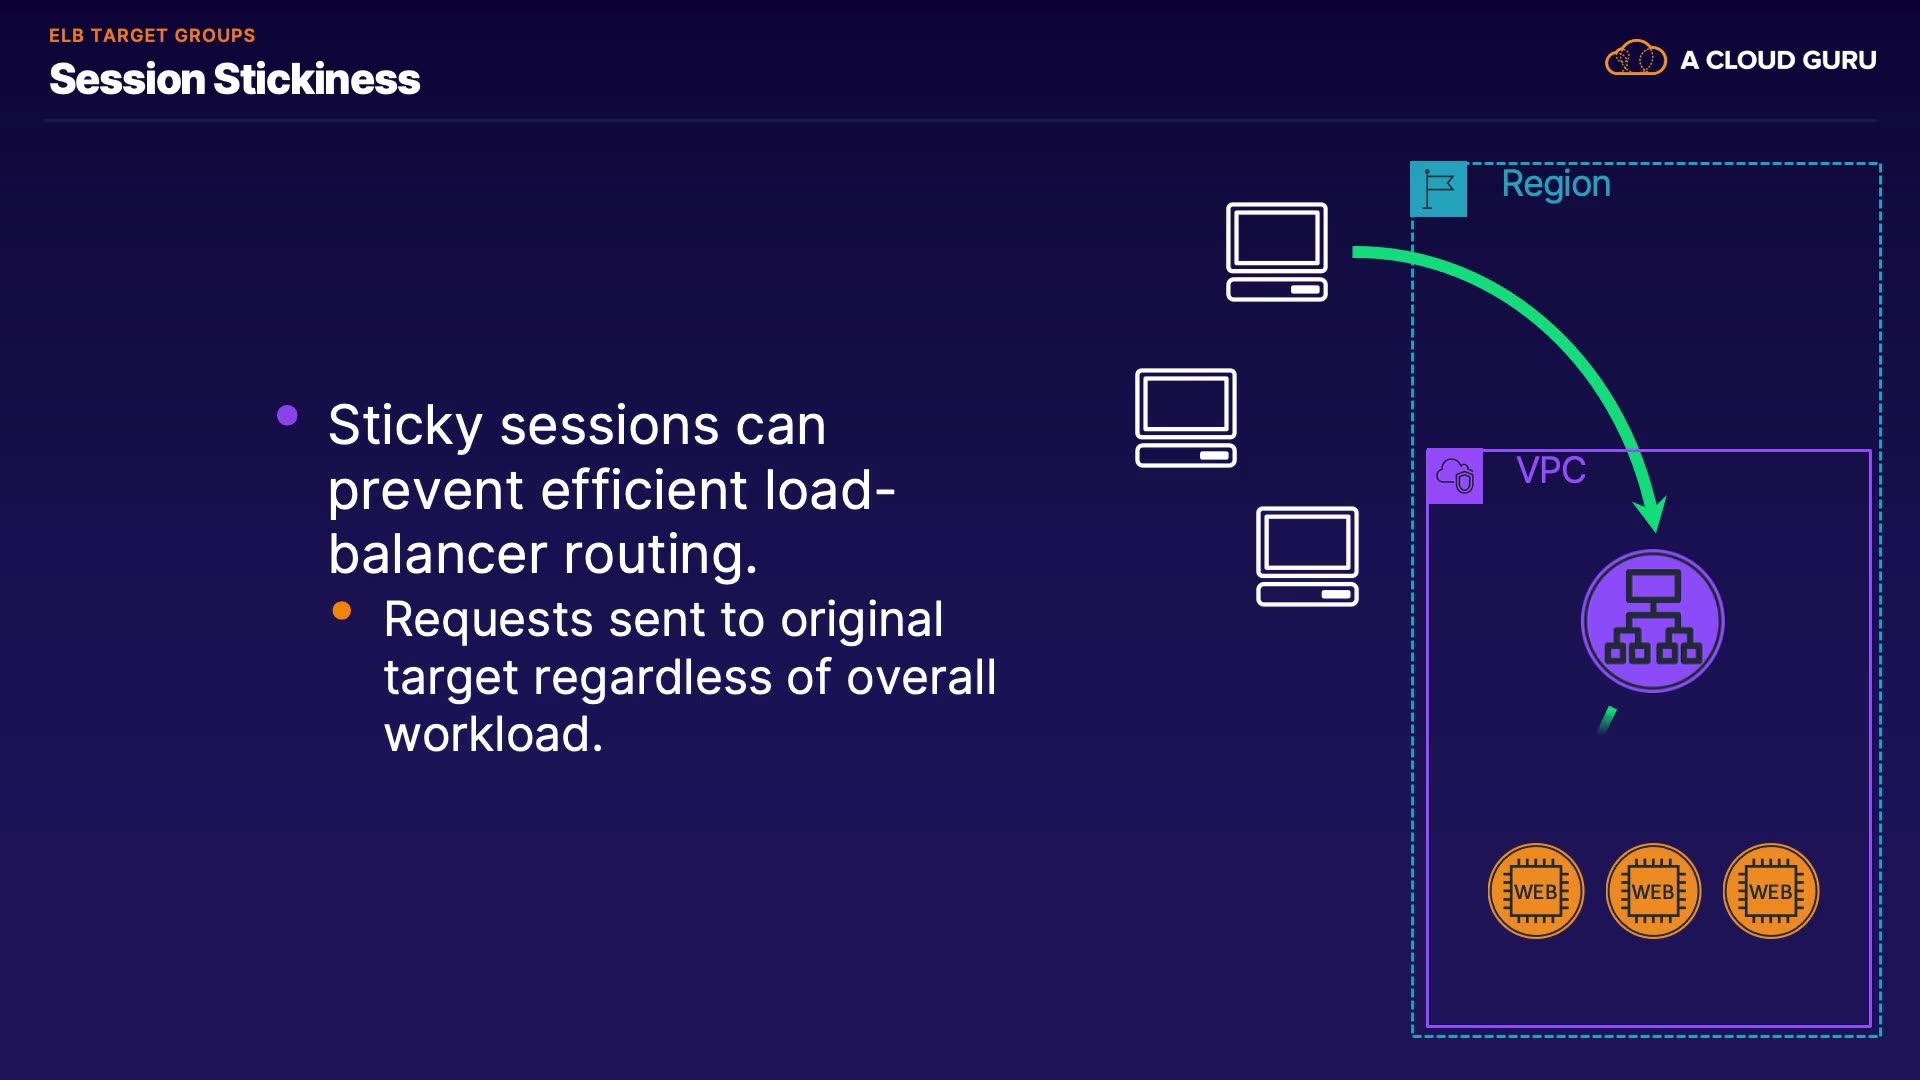 ELB TARGET GROUPS
Session Stickiness
A CLOUD GURU
Sticky sessions can
prevent efficient load-
balancer routing.
Requests sent to original
target regardless of overall
workload.
Region
VPC
WEB
WEB
WEB